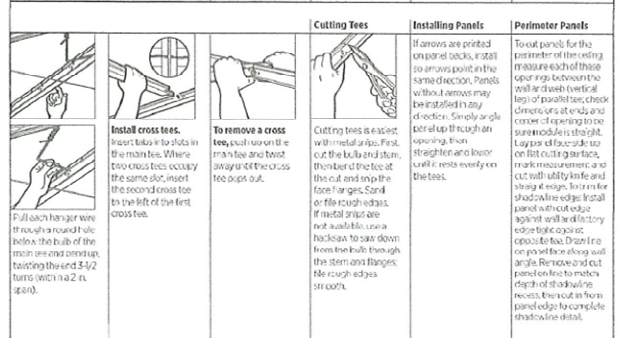 Pull each hanger wire
through a round hole
below the bulb of the
main tee and bend up,
twisting the end 3-1/2
turns (within a 2 in.
span).
Install cross tees.
Insert tabs into slots in
the main tee. Where
two cross tees occupy
the same slot, insert
the second cross tee
to the left of the first
cross tee.
To remove a cross
tee, push up on the
main tee and twist
away until the cross
tee pops out.
Cutting Tees
Cutting tees is easiest
with metal snips. First,
cut the bulb and stem,
then bend the tee at
the cut and snip the
face flanges. Sand
or file rough edges.
If metal snips are
not available, use a
hacksaw to saw down
from the bulb through
the stem and flanges;
file rough edges
smooth.
Installing Panels
If arrows are printed
on panel backs, install
so arrows point in the
same direction. Panels
without arrows may
be installed in any
direction. Simply angle
panel up through an
opening, then
straighten and lower
until it rests evenly on
the tees.
Perimeter Panels
To cut panels for the
perimeter of the ceiling,
measure each of these
openings between the
wall and web (vertical
leg) of parallel tee; check
dimensions at ends and
center of opening to be
sure module is straight.
Lay panel face-side up
on flat cutting surface,
mark measurement and
cut with utility knife and
straight edge. To trim for
shadowline edge: Install
panel with cut edge
against wall and factory
edge tight against
opposite tee. Draw line
on panel face along wall
angle. Remove and cut
panel on line to match
depth of shadowline
recess, then cut in from
panel edge to complete
shadowline detail.